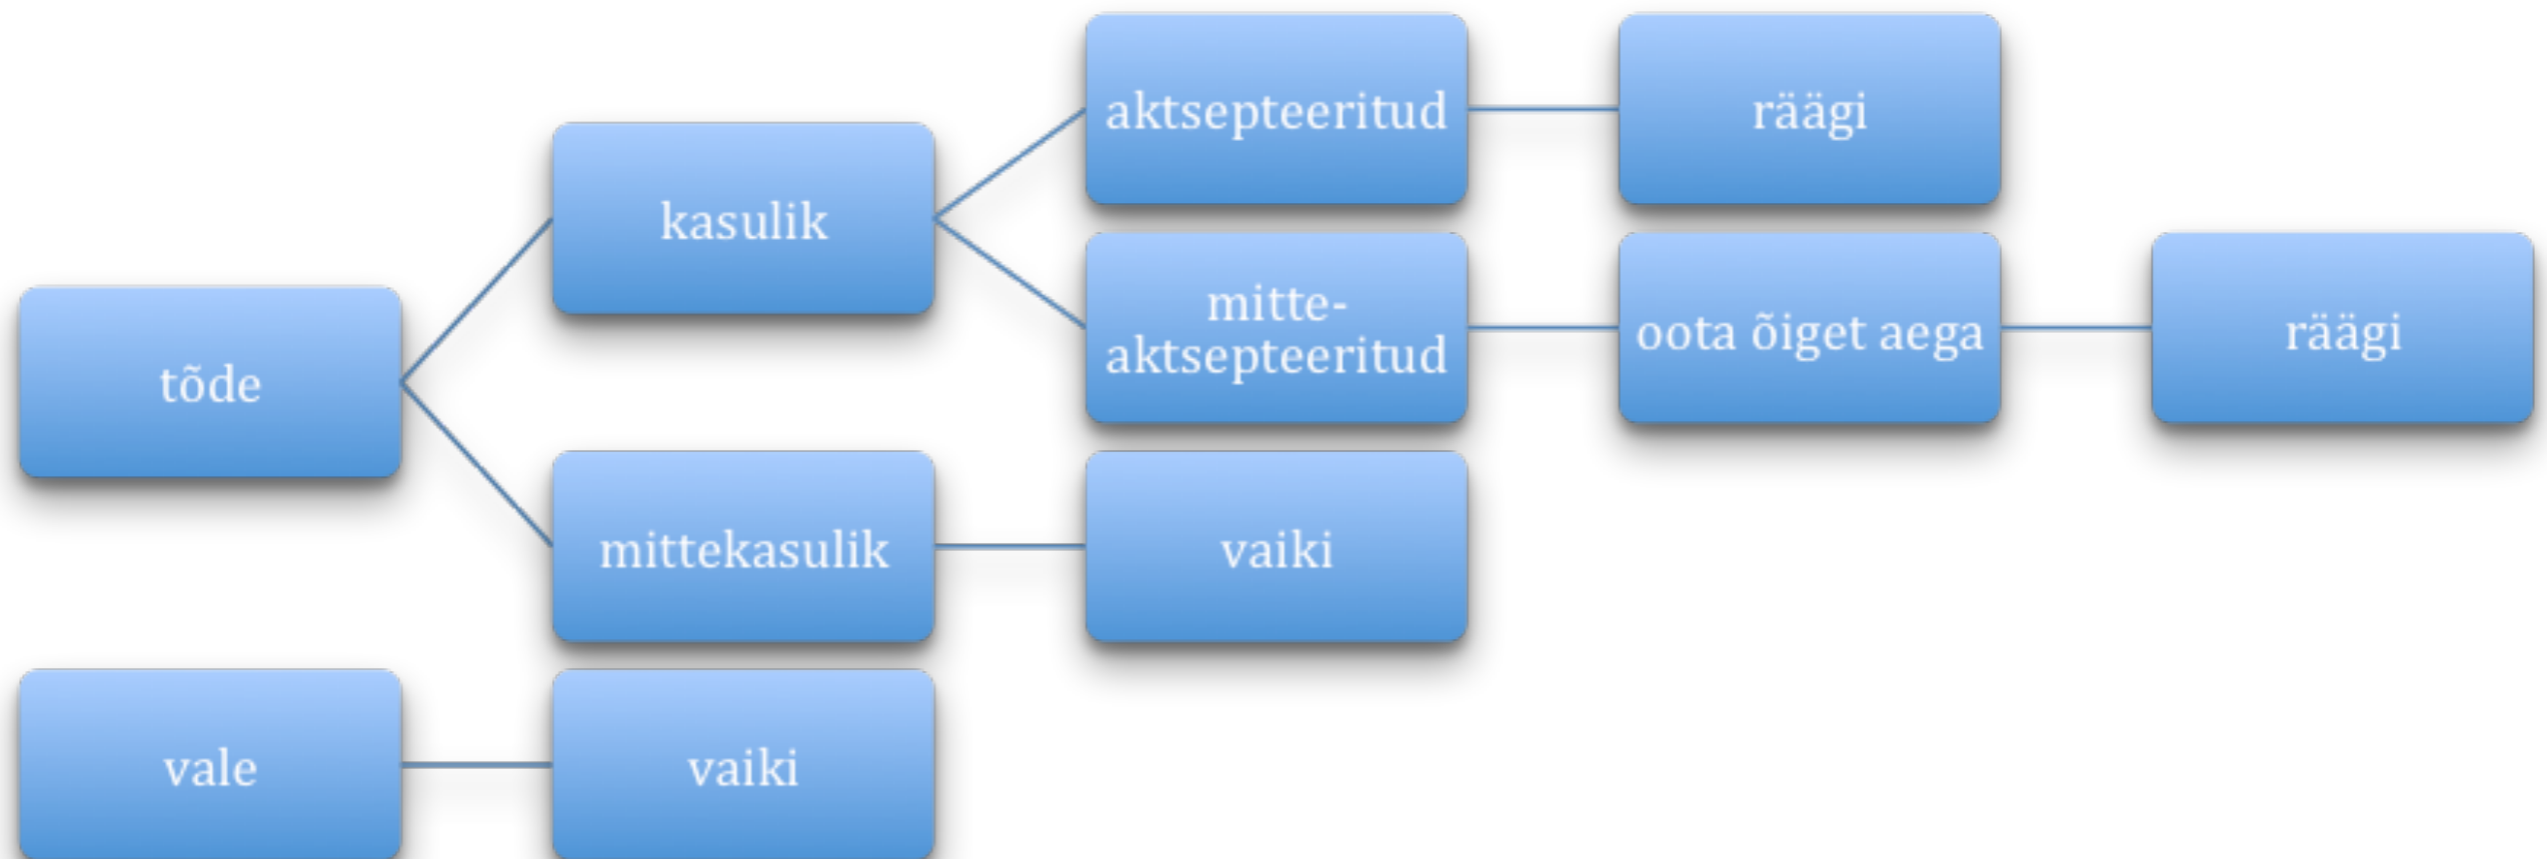 aktsepteeritud
räägi
kasulik
mitte-
aktsepteeritud
oota õiget aega
räägi
tõde
mittekasulik
vaiki
vale
vaiki